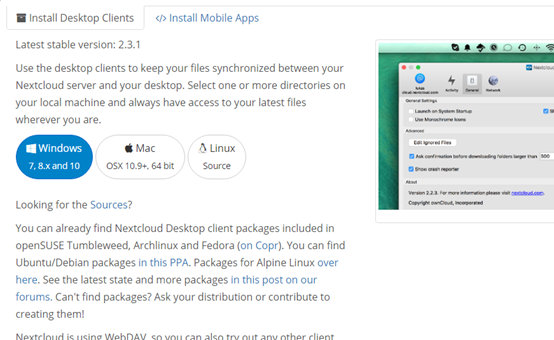 Install Desktop Clients
Install Mobile Apps
Latest stable version: 2.3.1
Use the desktop clients to keep your files synchronized between your
Nextcloud server and your desktop. Select one or more directories on
your local machine and always have access to your latest files
wherever you are.
Windows
7, 8.x and 10
Mac
OSX 10.9+, 64 bit
Linux
Source
Looking for the Sources?
You can already find Nextcloud Desktop client packages included in
openSUSE Tumbleweed, Archlinux and Fedora (on Copr). You can find
Ubuntu/Debian packages in this PPA. Packages for Alpine Linux over
here. See the latest state and more packages in this post on our
forums. Can't find packages? Ask your distribution or contribute to
creating them!
Nextcloud is using WebDAV, so you can also try out any other client
Nextcloud
Activity
General
Network
General Settings
Launch on System Startup
Use Monochrome Icons
Advanced
Edit Ignored Files
Ask confirmation before downloading folders larger than 500
Show crash reporter
About
Version 2.2.3. For more information please visit nextcloud.com.
Copyright ownCloud, Incorporated